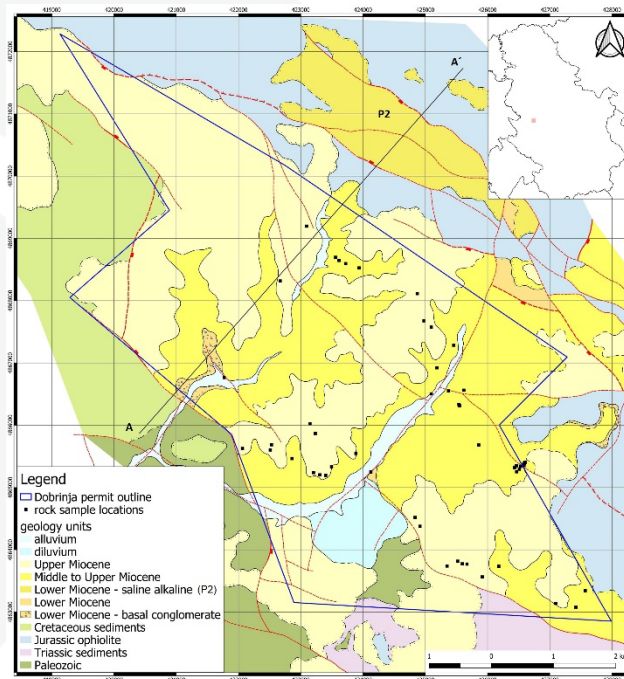 A´
P2
A
Legend
Dobrinja permit outline
rock sample locations
geology units
alluvium
diluvium
Upper Miocene
Middle to Upper Miocene
Lower Miocene - saline alkaline (P2)
Lower Miocene
Lower Miocene - basal conglomerate
Cretaceous sediments
Jurassic ophiolite
Triassic sediments
Paleozoic
1 0 1 2